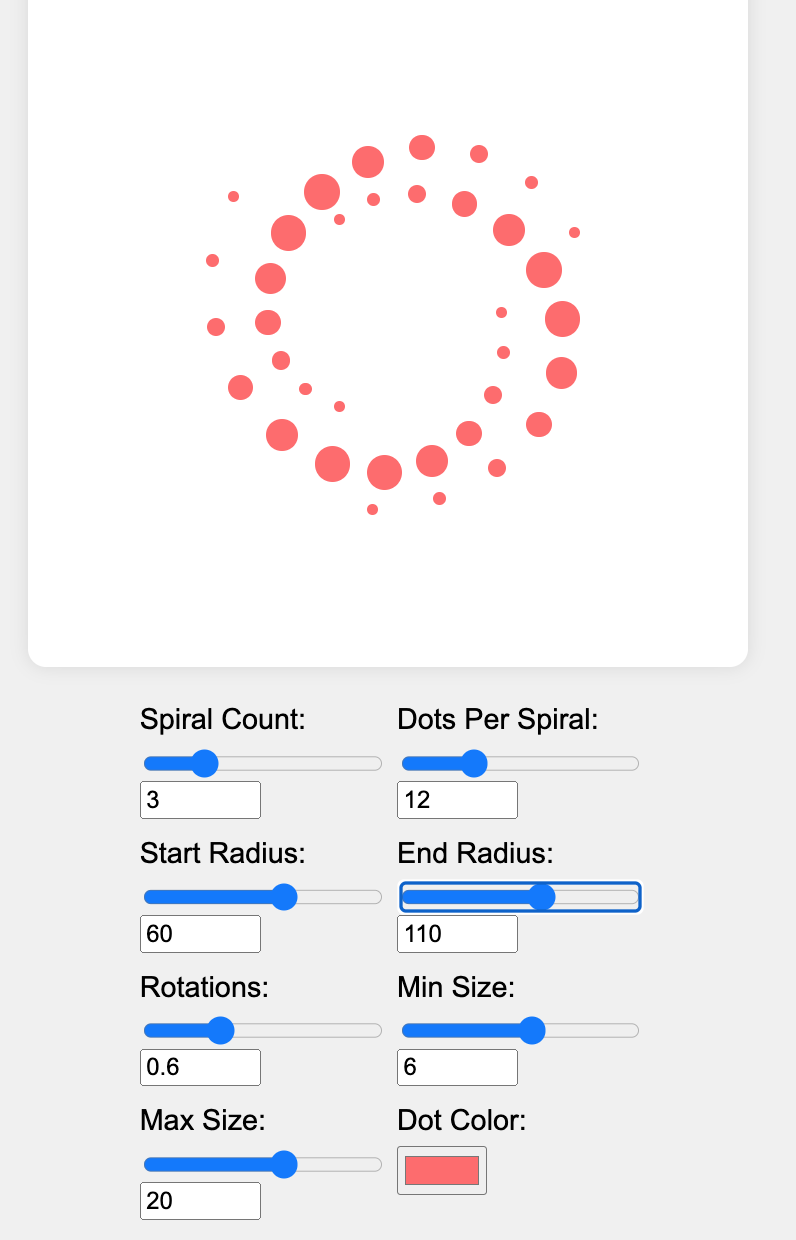 Spiral Count: Dots Per Spiral:
3 12
Start Radius: End Radius:
60 110
Rotations: Min Size:
0.6 6
Max Size: Dot Color:
20